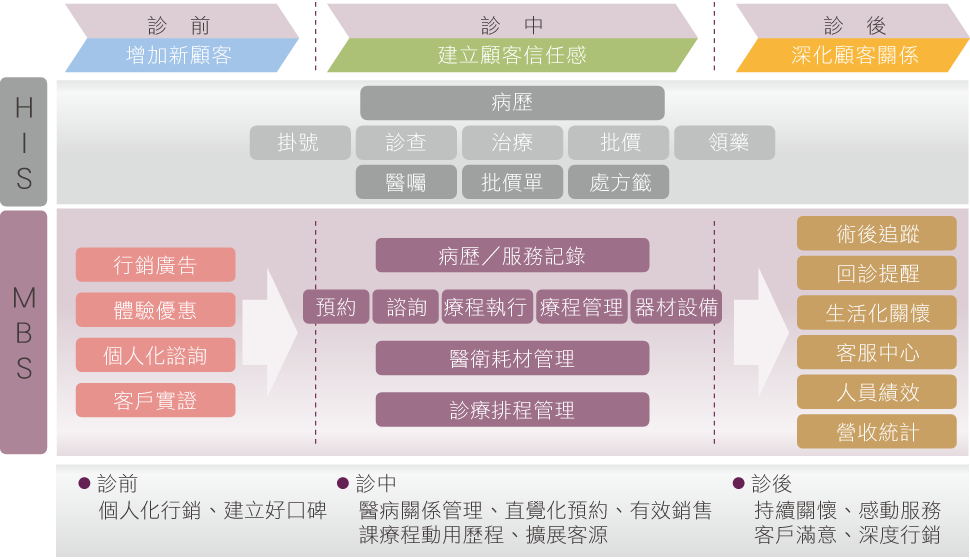 診 前
診 中
診 後
增加新顧客
建立顧客信任感
深化顧客關係
HIS
病歷
掛號
診查
治療
批價
領藥
醫囑
批價單
處方籤
MBS
行銷廣告
體驗優惠
個人化諮詢
客戶實證
病歷／服務記錄
預約
諮詢
療程執行
療程管理
器材設備
醫衛耗材管理
診療排程管理
術後追蹤
回診提醒
生活化關懷
客服中心
人員績效
營收統計
● 診前
個人化行銷、建立好口碑
● 診中
醫病關係管理、直覺化預約、有效銷售
課療程動用歷程、擴展客源
● 診後
持續關懷、感動服務
客戶滿意、深度行銷